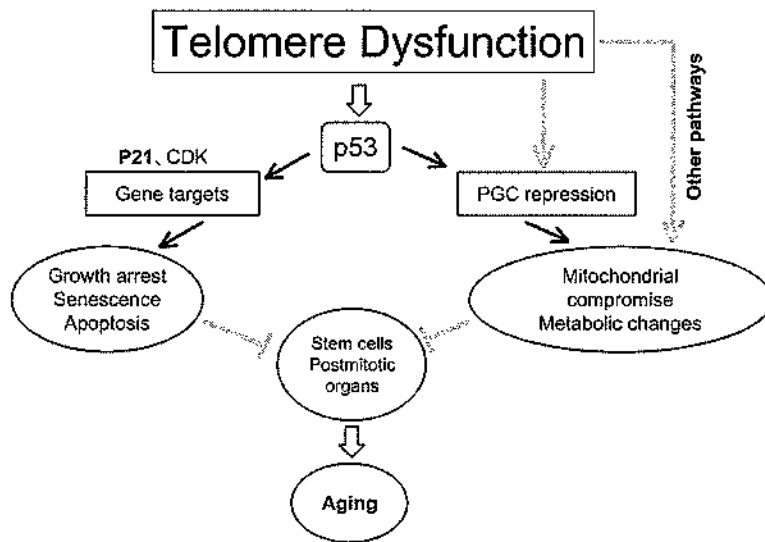 Telomere Dysfunction
Other pathways
p53
P21、CDK
Gene targets
PGC repression
Growth arrest
Senescence
Apoptosis
Mitochondrial
compromise
Metabolic changes
Stem cells
Postmitotic
organs
Aging